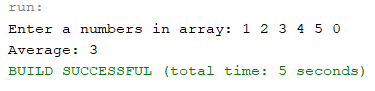 run:
Enter a numbers in array: 1 2 3 4 5 0
Average: 3
BUILD SUCCESSFUL (total time: 5 seconds)